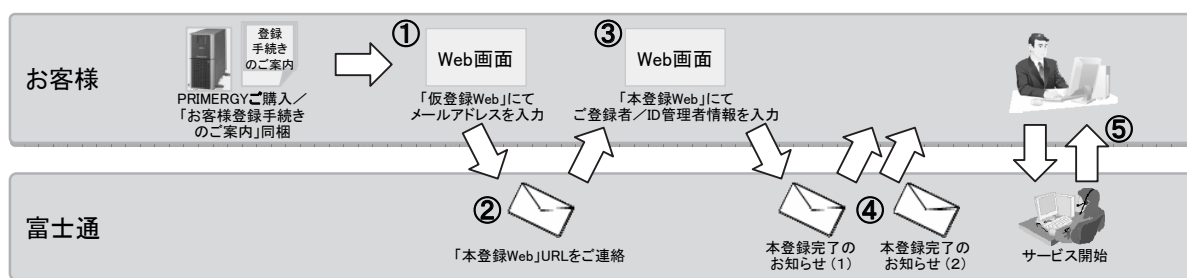 お客様
登録
手続き
のご案内
PRIMERGYご購入／
「お客様登録手続き
のご案内」同梱
①
Web画面
「仮登録Web」にて
メールアドレスを入力
③
Web画面
「本登録Web」にて
ご登録者／ID管理者情報を入力
⑤
富士通
②
「本登録Web」URLをご連絡
④
本登録完了の
お知らせ（1）
本登録完了の
お知らせ（2）
サービス開始